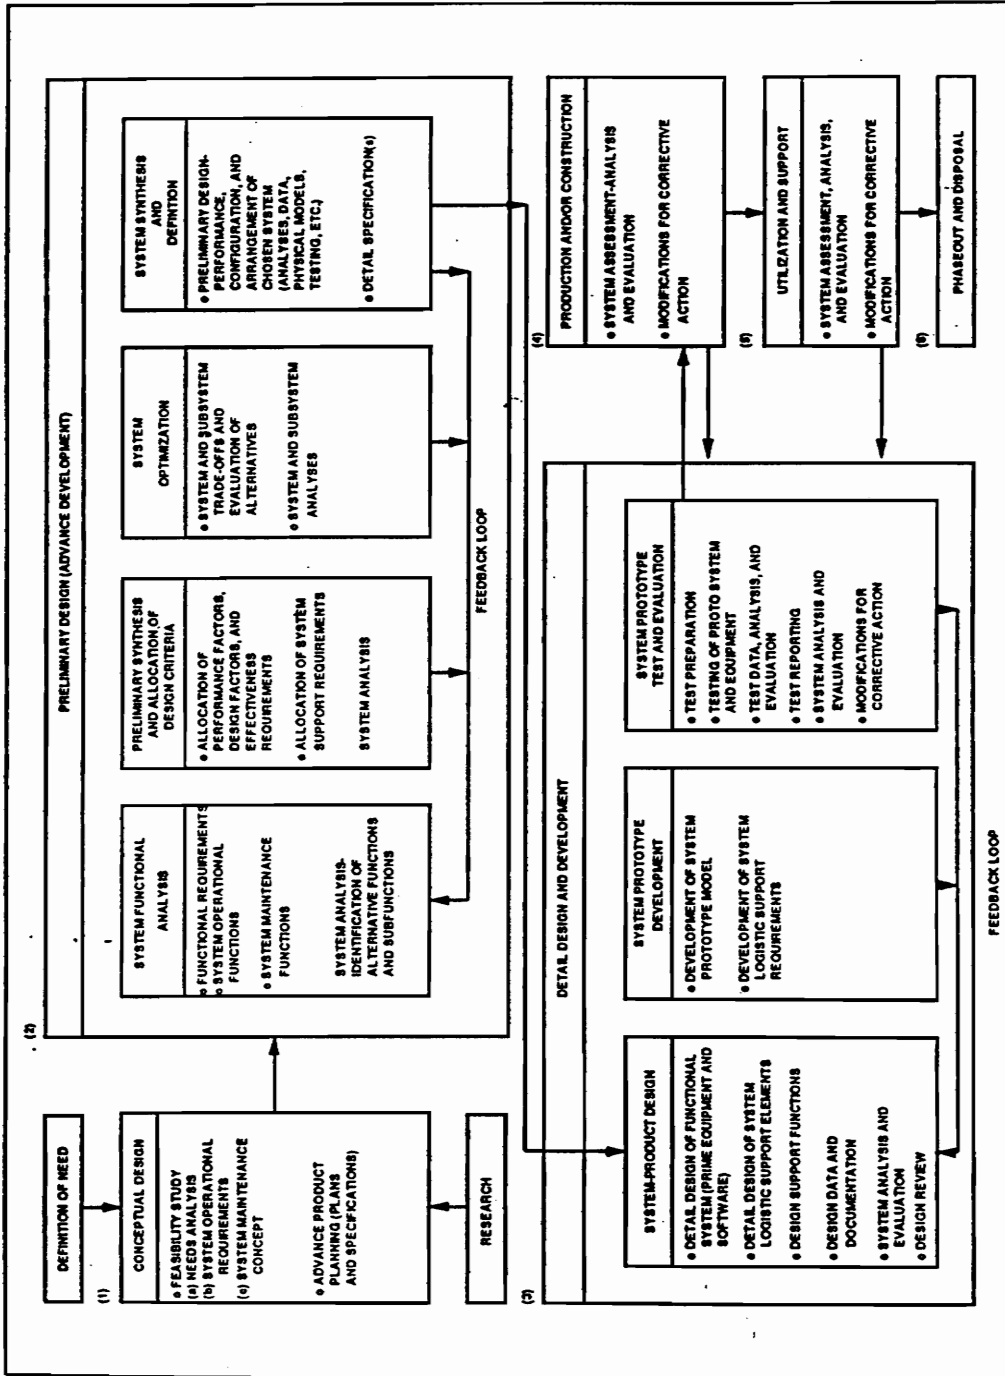 DEFINITION OF NEED
(1)
CONCEPTUAL DESIGN
● FEASIBILITY STUDY
(a) NEEDS ANALYSIS
(b) SYSTEM OPERATIONAL
REQUIREMENTS
(c) SYSTEM MAINTENANCE
CONCEPT
● ADVANCE PRODUCT
PLANNING (PLANS
AND SPECIFICATIONS)
RESEARCH
(2)
PRELIMINARY DESIGN (ADVANCE DEVELOPMENT)
SYSTEM FUNCTIONAL
ANALYSIS
● FUNCTIONAL REQUIREMENTS
● SYSTEM OPERATIONAL
FUNCTIONS
● SYSTEM MAINTENANCE
FUNCTIONS
SYSTEM ANALYSIS-
IDENTIFICATION OF
ALTERNATIVE FUNCTIONS
AND SUBFUNCTIONS
PRELIMINARY SYNTHESIS
AND ALLOCATION OF
DESIGN CRITERIA
● ALLOCATION OF
PERFORMANCE FACTORS,
DESIGN FACTORS, AND
EFFECTIVENESS
REQUIREMENTS
● ALLOCATION OF SYSTEM
SUPPORT REQUIREMENTS
SYSTEM ANALYSIS
SYSTEM
OPTIMIZATION
● SYSTEM AND SUBSYSTEM
TRADE-OFFS AND
EVALUATION OF
ALTERNATIVES
● SYSTEM AND SUBSYSTEM
ANALYSES
SYSTEM SYNTHESIS
AND
DEFINITION
● PRELIMINARY DESIGN-
PERFORMANCE,
CONFIGURATION, AND
ARRANGEMENT OF
CHOSEN SYSTEM
(ANALYSES, DATA,
PHYSICAL MODELS,
TESTING, ETC.)
● DETAIL SPECIFICATION(s)
FEEDBACK LOOP
(3)
DETAIL DESIGN AND DEVELOPMENT
SYSTEM-PRODUCT DESIGN
● DETAIL DESIGN OF FUNCTIONAL
SYSTEM (PRIME EQUIPMENT AND
SOFTWARE)
● DETAIL DESIGN OF SYSTEM
LOGISTIC SUPPORT ELEMENTS
● DESIGN SUPPORT FUNCTIONS
● DESIGN DATA AND
DOCUMENTATION
● SYSTEM ANALYSIS AND
EVALUATION
● DESIGN REVIEW
SYSTEM PROTOTYPE
DEVELOPMENT
● DEVELOPMENT OF SYSTEM
PROTOTYPE MODEL
● DEVELOPMENT OF SYSTEM
LOGISTIC SUPPORT
REQUIREMENTS
SYSTEM PROTOTYPE
TEST AND EVALUATION
● TEST PREPARATION
● TESTING OF PROTO SYSTEM
AND EQUIPMENT
● TEST DATA, ANALYSIS, AND
EVALUATION
● TEST REPORTING
● SYSTEM ANALYSIS AND
EVALUATION
● MODIFICATIONS FOR
CORRECTIVE ACTION
FEEDBACK LOOP
(4)
PRODUCTION AND/OR CONSTRUCTION
● SYSTEM ASSESSMENT-ANALYSIS
AND EVALUATION
● MODIFICATIONS FOR CORRECTIVE
ACTION
(5)
UTILIZATION AND SUPPORT
● SYSTEM ASSESSMENT, ANALYSIS,
AND EVALUATION
● MODIFICATIONS FOR CORRECTIVE
ACTION
(6)
PHASEOUT AND DISPOSAL